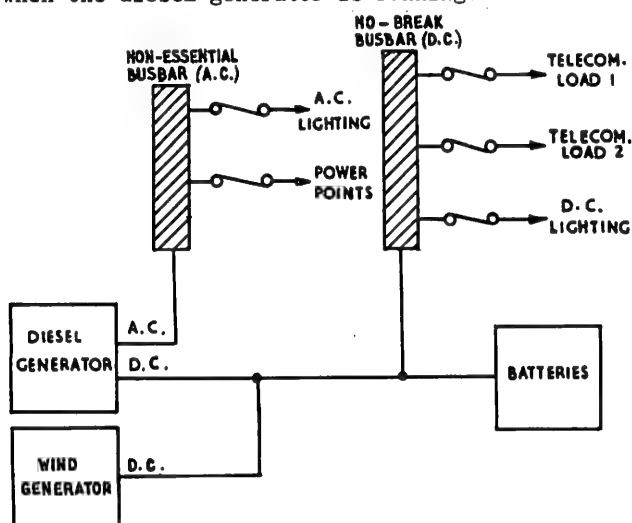 when the diesel generator is running.
NON-ESSENTIAL
BUSBAR (A.C.)
NO-BREAK
BUSBAR (D.C.)
A.C.
LIGHTING
POWER
POINTS
TELECOM.
LOAD 1
TELECOM.
LOAD 2
D.C.
LIGHTING
DIESEL
GENERATOR
A.C.
D.C.
BATTERIES
WIND
GENERATOR
D.C.